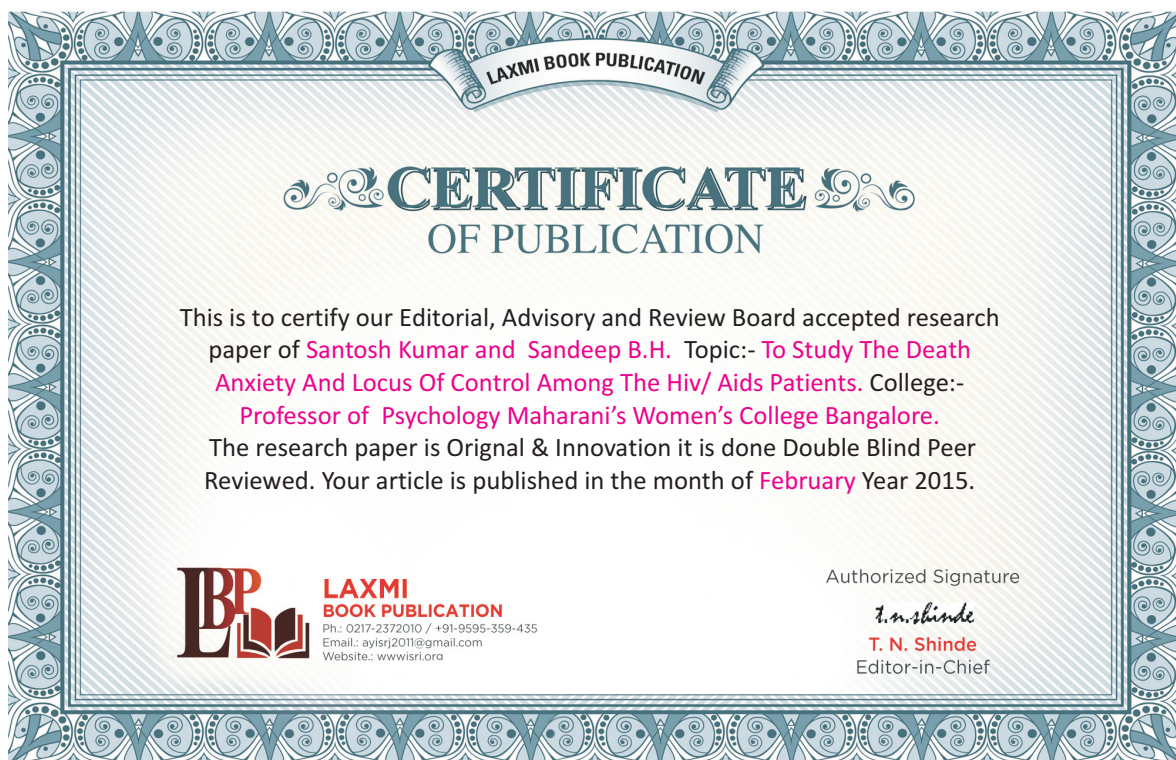 LAXMI BOOK PUBLICATION
CERTIFICATE
OF PUBLICATION
This is to certify our Editorial, Advisory and Review Board accepted research
paper of Santosh Kumar and Sandeep B.H. Topic:- To Study The Death
Anxiety And Locus Of Control Among The Hiv/ Aids Patients. College:-
Professor of Psychology Maharani's Women's College Bangalore.
The research paper is Orignal & Innovation it is done Double Blind Peer
Reviewed. Your article is published in the month of February Year 2015.
LBP
LAXMI
BOOK PUBLICATION
Ph.: 0217-2372010 / +91-9595-359-435
Email.: ayisrj2011@gmail.com
Website.: wwwisri.org
Authorized Signature
t.n.shinde
T. N. Shinde
Editor-in-Chief